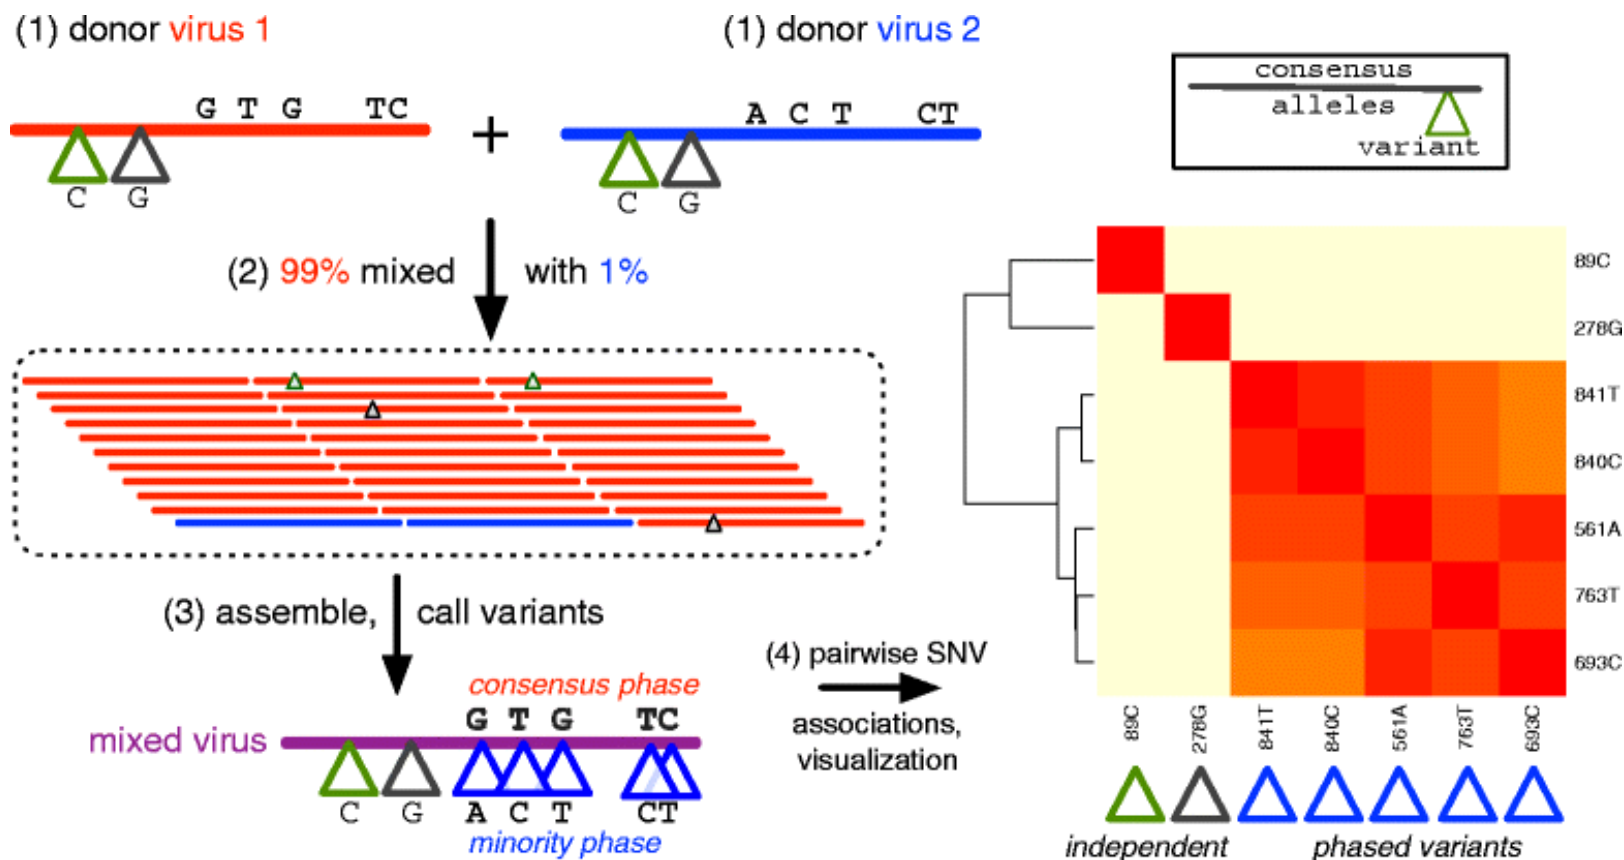 (1) donor virus 1
(1) donor virus 2
G T G TC
C G
+
A C T CT
C G
consensus
alleles
variant
(2) 99% mixed with 1%
(3) assemble, call variants
consensus phase
G T G TC
mixed virus
C G A C T CT
minority phase
(4) pairwise SNV
associations,
visualization
89C
278G
841T
840C
561A
763T
693C
89C 278G 841T 840C 561A 763T 693C
independent phased variants